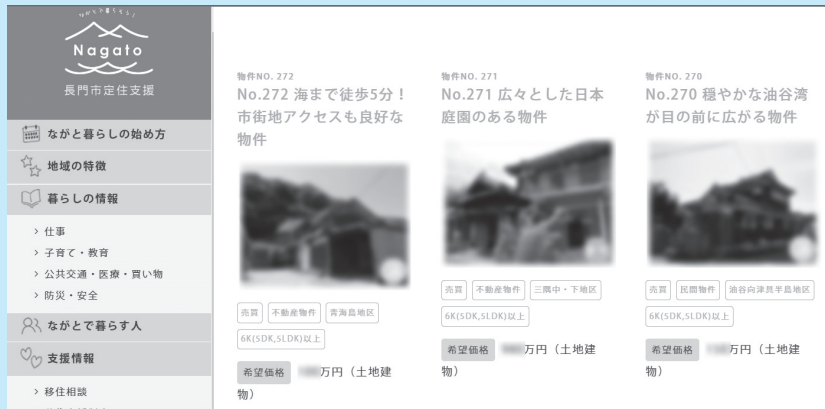 ながとで暮らそう!
Nagato
長門市定住支援
ながと暮らしの始め方
地域の特徴
暮らしの情報
> 仕事
> 子育て・教育
> 公共交通・医療・買い物
> 防災・安全
ながとで暮らす人
支援情報
> 移住相談
物件NO. 272
No.272 海まで徒歩5分!
市街地アクセスも良好な
物件
売買 不動産物件 青海島地区
6K(5DK,5LDK)以上
希望価格 万円(土地建
物)
物件NO. 271
No.271 広々とした日本
庭園のある物件
売買 不動産物件 三隅中・下地区
6K(5DK,5LDK)以上
希望価格 万円(土地建
物)
物件NO. 270
No.270 穏やかな油谷湾
が目の前に広がる物件
売買 民間物件 油谷向津具半島地区
6K(5DK,5LDK)以上
希望価格 万円(土地建
物)